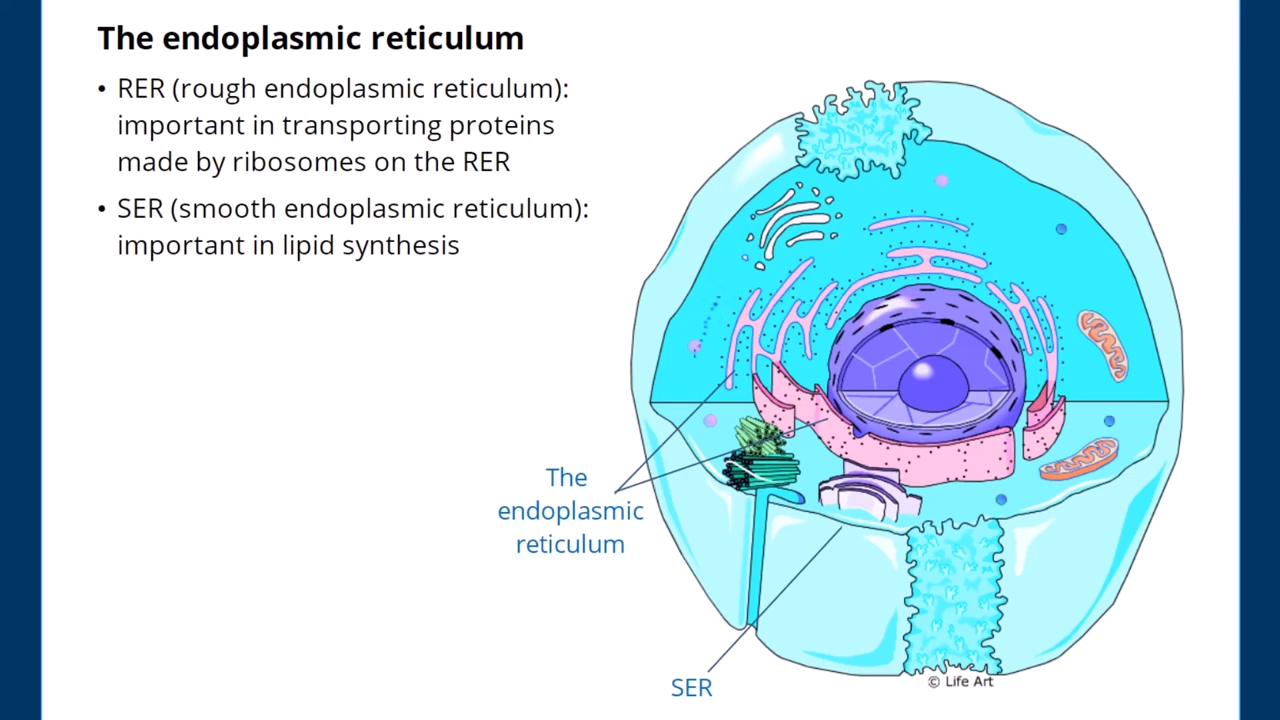 The endoplasmic reticulum
• RER (rough endoplasmic reticulum):
important in transporting proteins
made by ribosomes on the RER
• SER (smooth endoplasmic reticulum):
important in lipid synthesis
The
endoplasmic
reticulum
SER
© Life Art